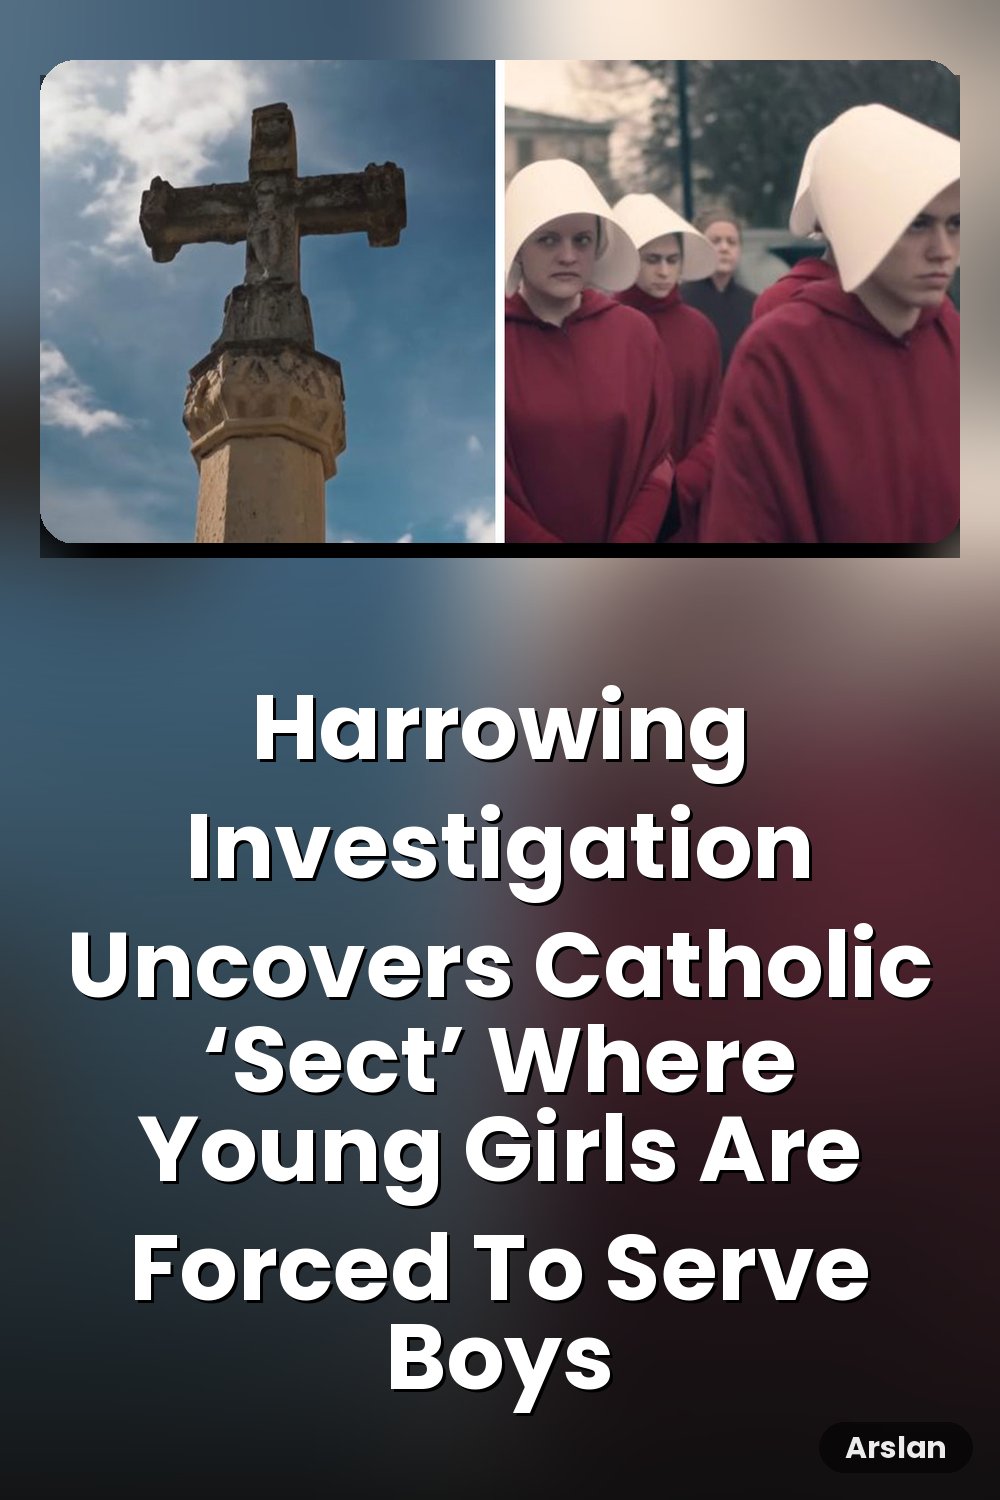 Harrowing
Investigation
Uncovers Catholic
‘Sect’ Where
Young Girls Are
Forced To Serve
Boys
Arslan